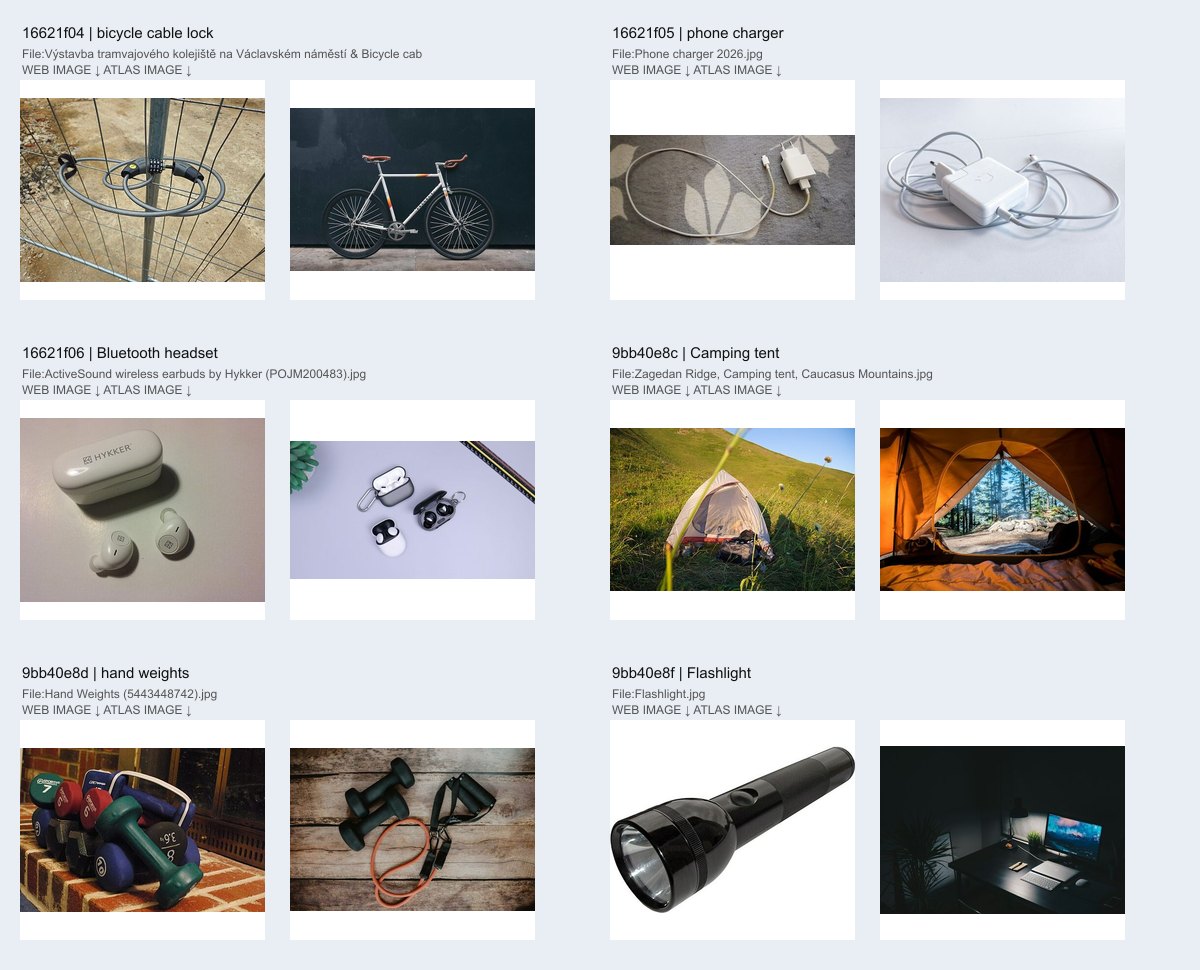 16621f04 | bicycle cable lock
File:Výstavba tramvajového kolejiště na Václavském náměstí & Bicycle cab
WEB IMAGE ↓ ATLAS IMAGE ↓
16621f05 | phone charger
File:Phone charger 2026.jpg
WEB IMAGE ↓ ATLAS IMAGE ↓
16621f06 | Bluetooth headset
File:ActiveSound wireless earbuds by Hykker (POJM200483).jpg
WEB IMAGE ↓ ATLAS IMAGE ↓
HYKKER
9bb40e8c | Camping tent
File:Zagedan Ridge, Camping tent, Caucasus Mountains.jpg
WEB IMAGE ↓ ATLAS IMAGE ↓
9bb40e8d | hand weights
File:Hand Weights (5443448742).jpg
WEB IMAGE ↓ ATLAS IMAGE ↓
7
3.6
8
9bb40e8f | Flashlight
File:Flashlight.jpg
WEB IMAGE ↓ ATLAS IMAGE ↓